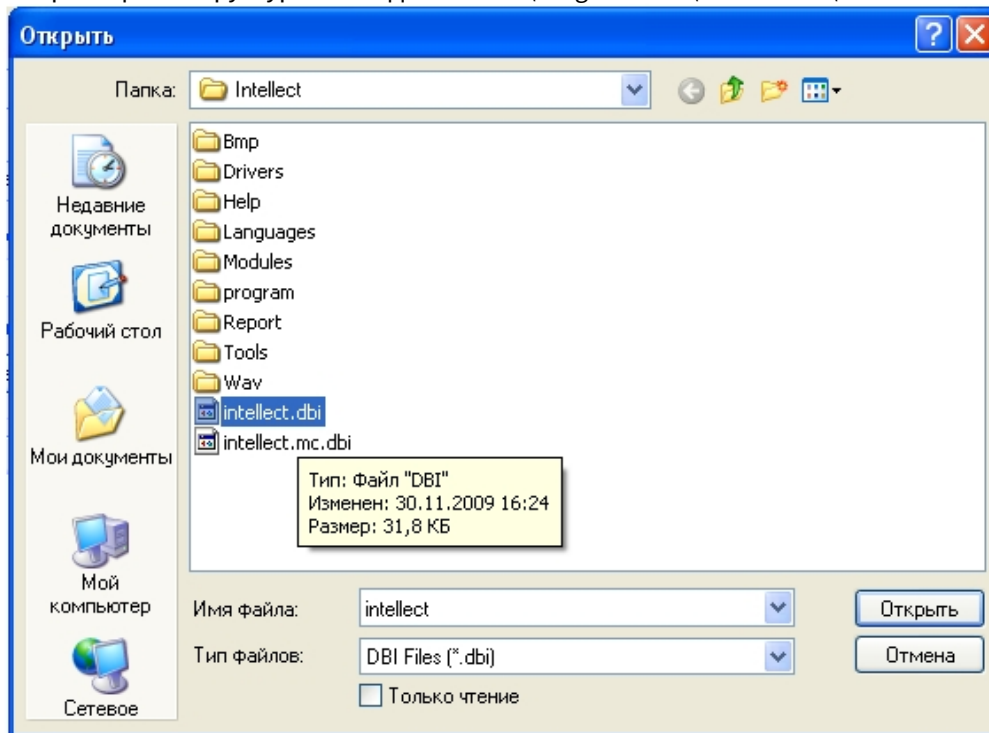 Открыть
Папка:
Intellect
Недавние
документы
Рабочий стол
Мои документы
Мой
компьютер
Сетевое
Bmp
Drivers
Help
Languages
Modules
program
Report
Tools
Wav
intellect.dbi
intellect.mc.dbi
Тип: Файл "DBI"
Изменен: 30.11.2009 16:24
Размер: 31,8 КБ
Имя файла:
intellect
Открыть
Тип файлов:
DBI Files (*.dbi)
Отмена
Только чтение